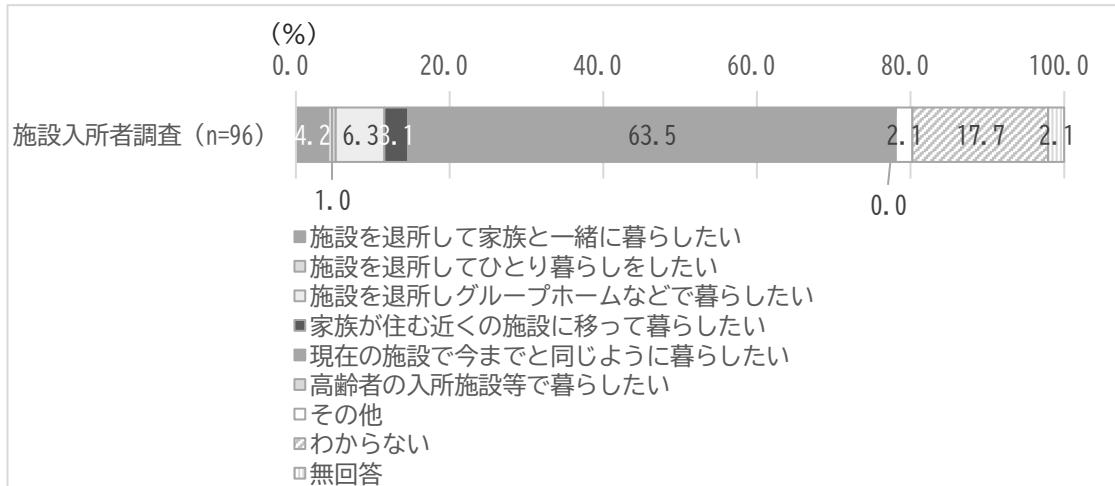 (%)
0.0 20.0 40.0 60.0 80.0 100.0
施設入所者調査（n=96） 4.2 6.3 3.1 63.5 2.1 17.7 2.1
1.0 0.0
施設を退所して家族と一緒に暮らしたい
施設を退所してひとり暮らしをしたい
施設を退所しグループホームなどで暮らしたい
家族が住む近くの施設に移って暮らしたい
現在の施設で今までと同じように暮らしたい
高齢者の入所施設等で暮らしたい
その他
わからない
無回答